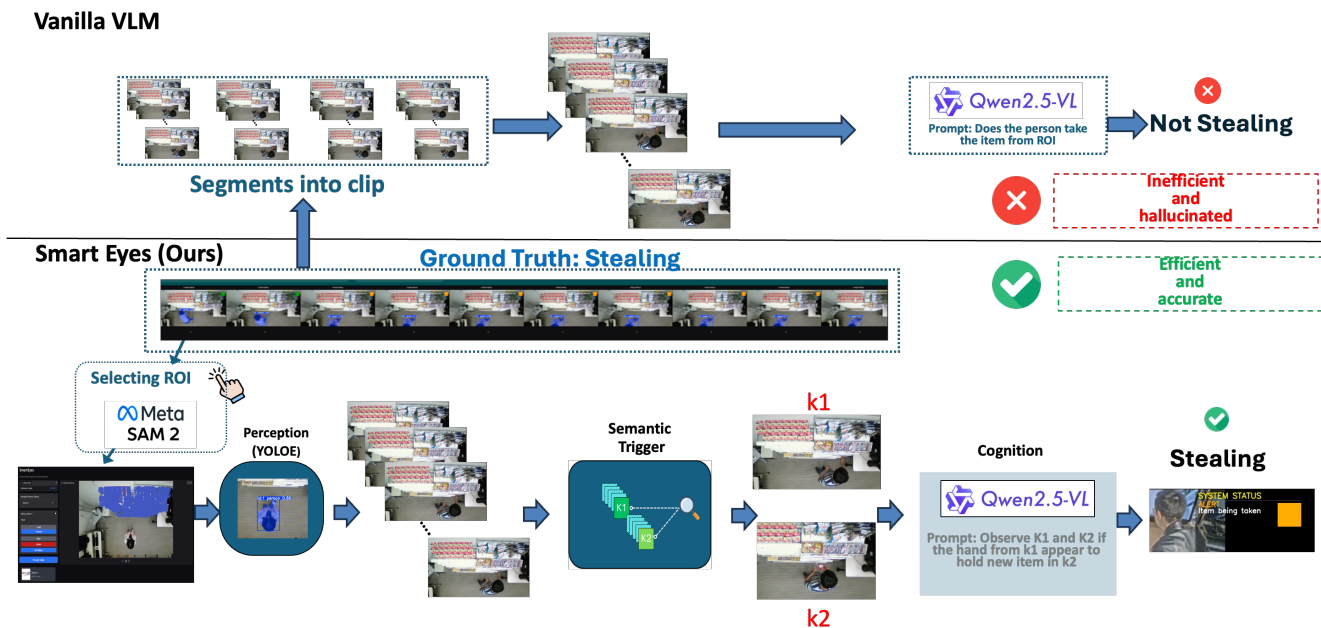 Vanilla VLM
Qwen2.5-VL
Prompt: Does the person take
the item from ROI
Not Stealing
Segments into clip
Inefficient
and
hallucinated
Smart Eyes (Ours)
Ground Truth: Stealing
Efficient
and
accurate
Selecting ROI
Meta
SAM 2
Perception
(YOLOE)
Semantic
Trigger
K1
K2
k1
k2
Cognition
Qwen2.5-VL
Prompt: Observe K1 and K2 if
the hand from k1 appear to
hold new item in k2
Stealing
SYSTEM STATUS
ALERT
Item being taken